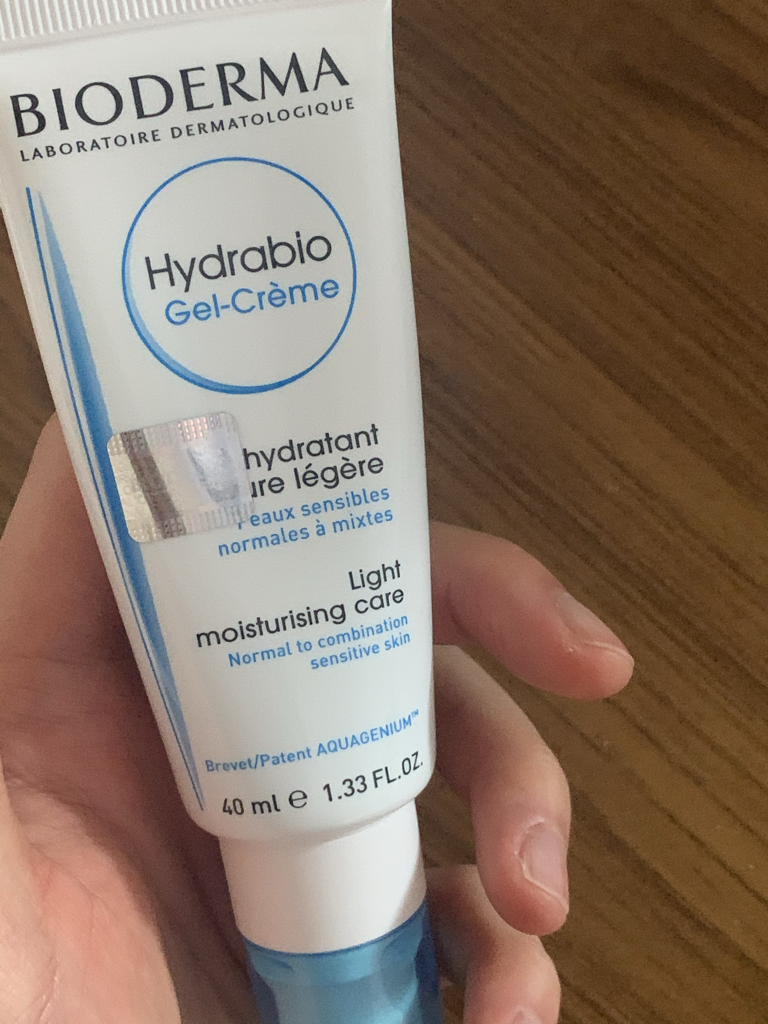 BIODERMA
LABORATOIRE DERMATOLOGIQUE
Hydrabio
Gel-Crème
hydratant
légère
eaux sensibles
normales à mixtes
Light
moisturising care
Normal to combination
sensitive skin
Brevet/Patent AQUAGENIUM™
40 ml e 1.33 FL.OZ.